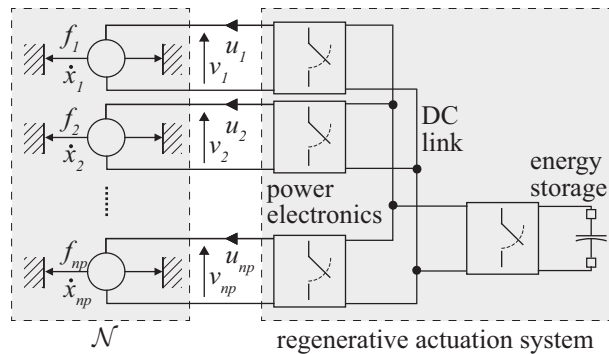 f₁ u₁
ẋ₁ v₁
f₂ u₂ DC
ẋ₂ v₂ link
energy
storage
power
electronics
fₙₚ uₙₚ
ẋₙₚ vₙₚ
𝒩 regenerative actuation system